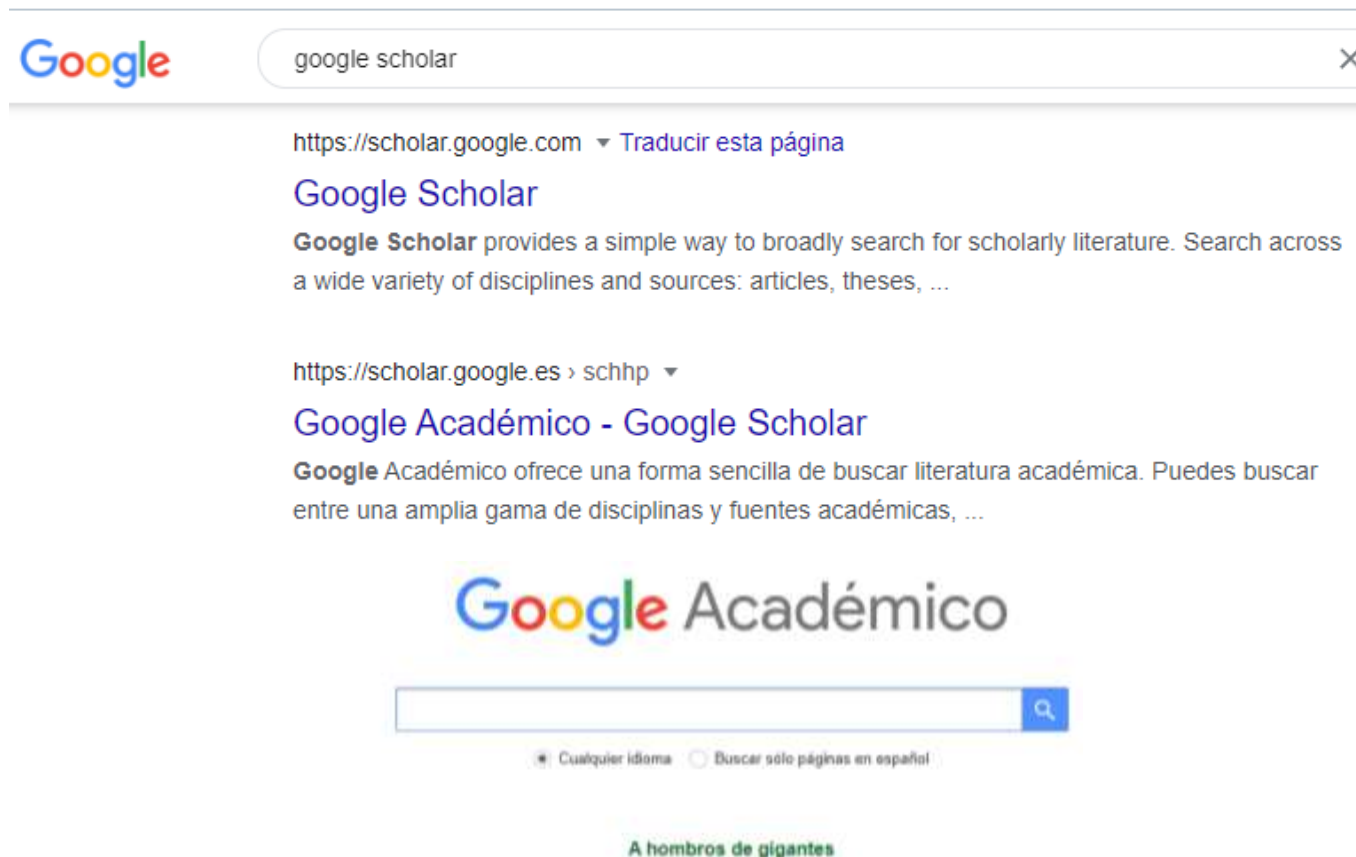 Google
google scholar
https://scholar.google.com Traducir esta página
Google Scholar
Google Scholar provides a simple way to broadly search for scholarly literature. Search across
a wide variety of disciplines and sources: articles, theses, ...
https://scholar.google.es › schhp
Google Académico - Google Scholar
Google Académico ofrece una forma sencilla de buscar literatura académica. Puedes buscar
entre una amplia gama de disciplinas y fuentes académicas, ...
Google Académico
Cualquier idioma Buscar sólo páginas en español
A hombros de gigantes